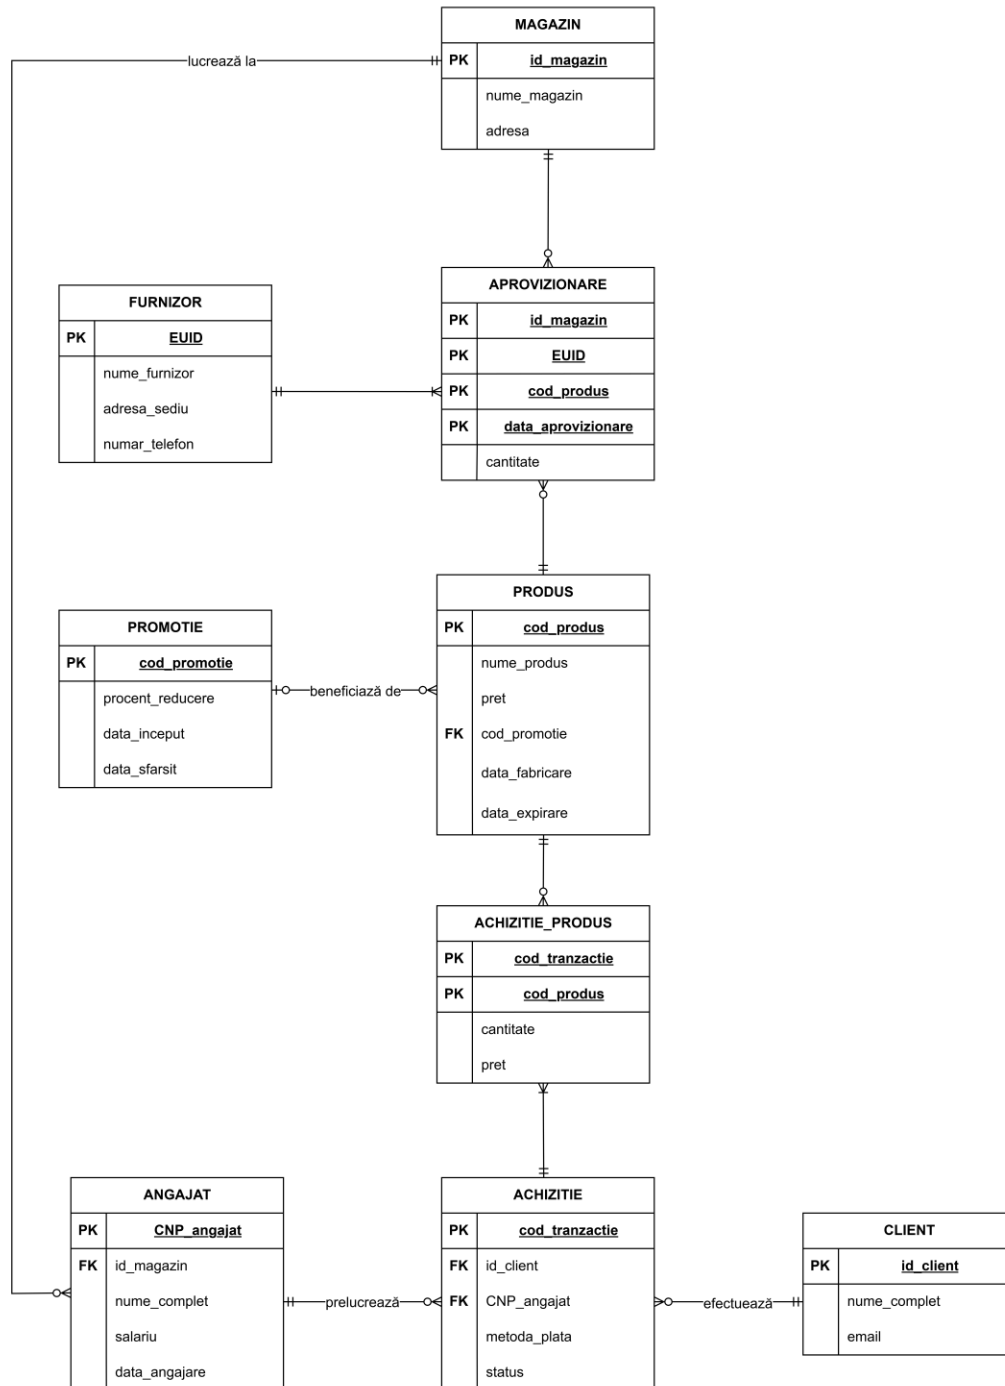 MAGAZIN
lucrează la
PK id_magazin
nume_magazin
adresa
APROVIZIONARE
PK id_magazin
PK EUID
PK cod_produs
PK data_aprovizionare
cantitate
FURNIZOR
PK EUID
nume_furnizor
adresa_sediu
numar_telefon
PRODUS
PK cod_produs
nume_produs
pret
FK cod_promotie
data_fabricare
data_expirare
PROMOTIE
PK cod_promotie
procent_reducere
data_inceput
data_sfarsit
beneficiază de
ACHIZITIE_PRODUS
PK cod_tranzactie
PK cod_produs
cantitate
pret
ANGAJAT
PK CNP_angajat
FK id_magazin
nume_complet
salariu
data_angajare
prelucrează
ACHIZITIE
PK cod_tranzactie
FK id_client
FK CNP_angajat
metoda_plata
status
efectuează
CLIENT
PK id_client
nume_complet
email